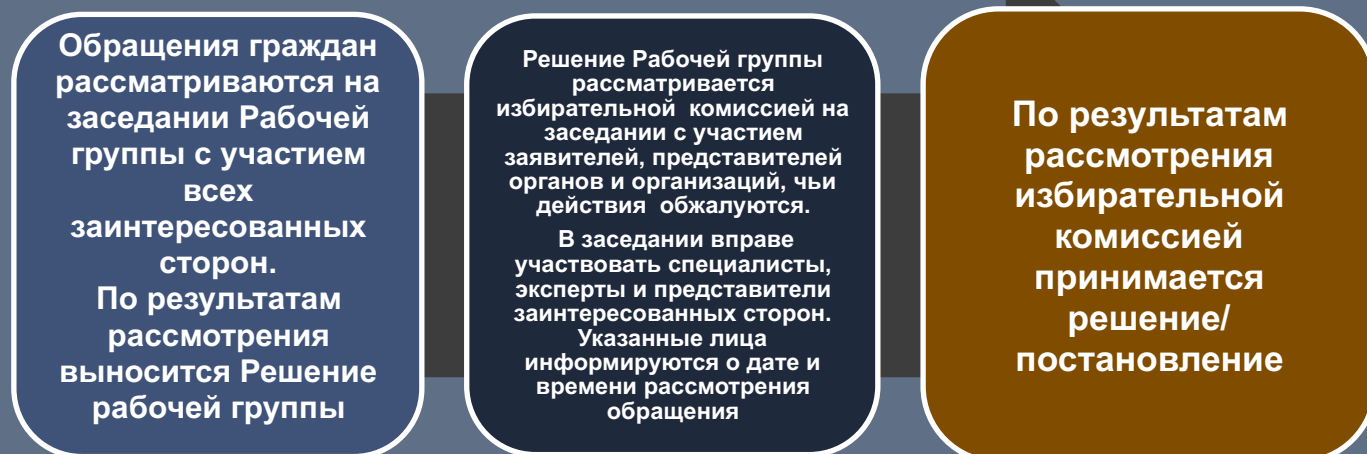 Обращения граждан
рассматриваются на
заседании Рабочей
группы с участием
всех
заинтересованных
сторон.
По результатам
рассмотрения
выносится Решение
рабочей группы
Решение Рабочей группы
рассматривается
избирательной комиссией на
заседании с участием
заявителей, представителей
органов и организаций, чьи
действия обжалуются.
В заседании вправе
участвовать специалисты,
эксперты и представители
заинтересованных сторон.
Указанные лица
информируются о дате и
времени рассмотрения
обращения
По результатам
рассмотрения
избирательной
комиссией
принимается
решение/
постановление